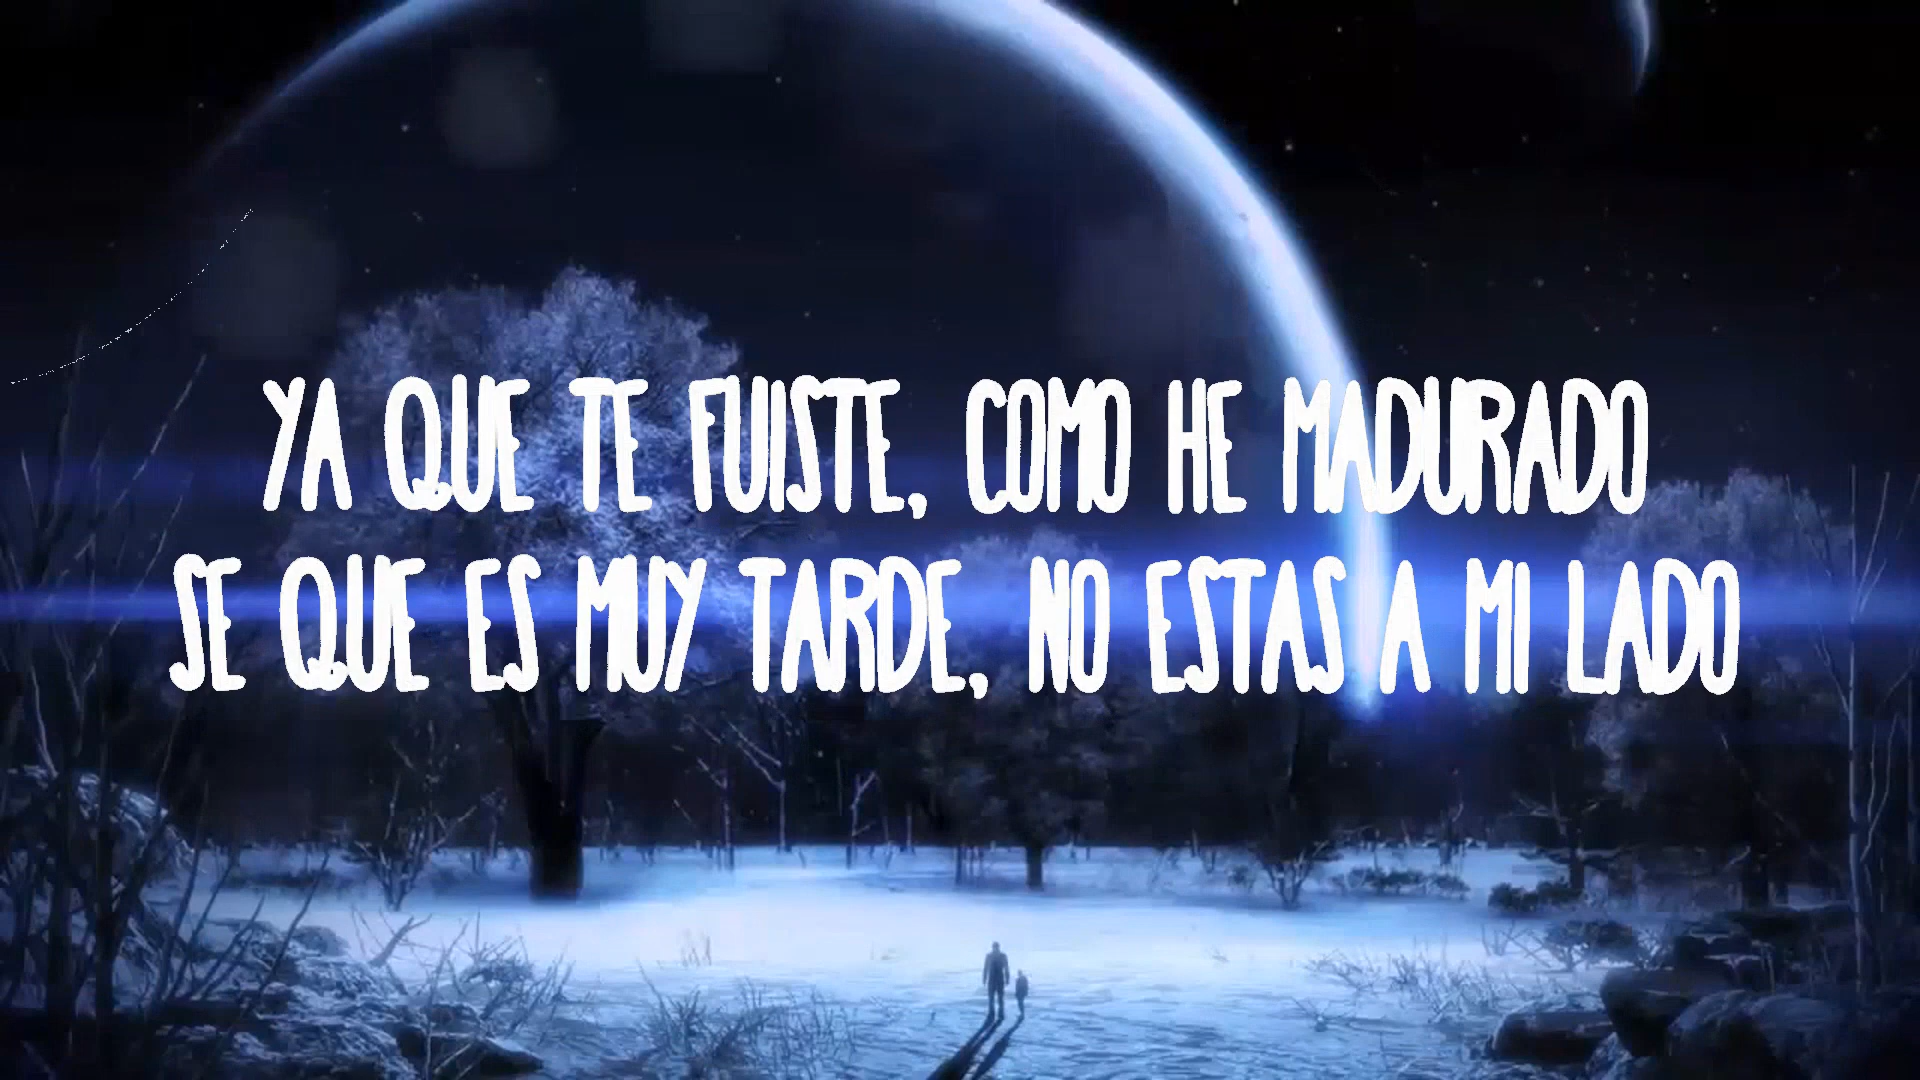 YA QUE TE FUISTE, COMO HE MADURADO
SE QUE ES MUY TARDE, NO ESTAS A MI LADO